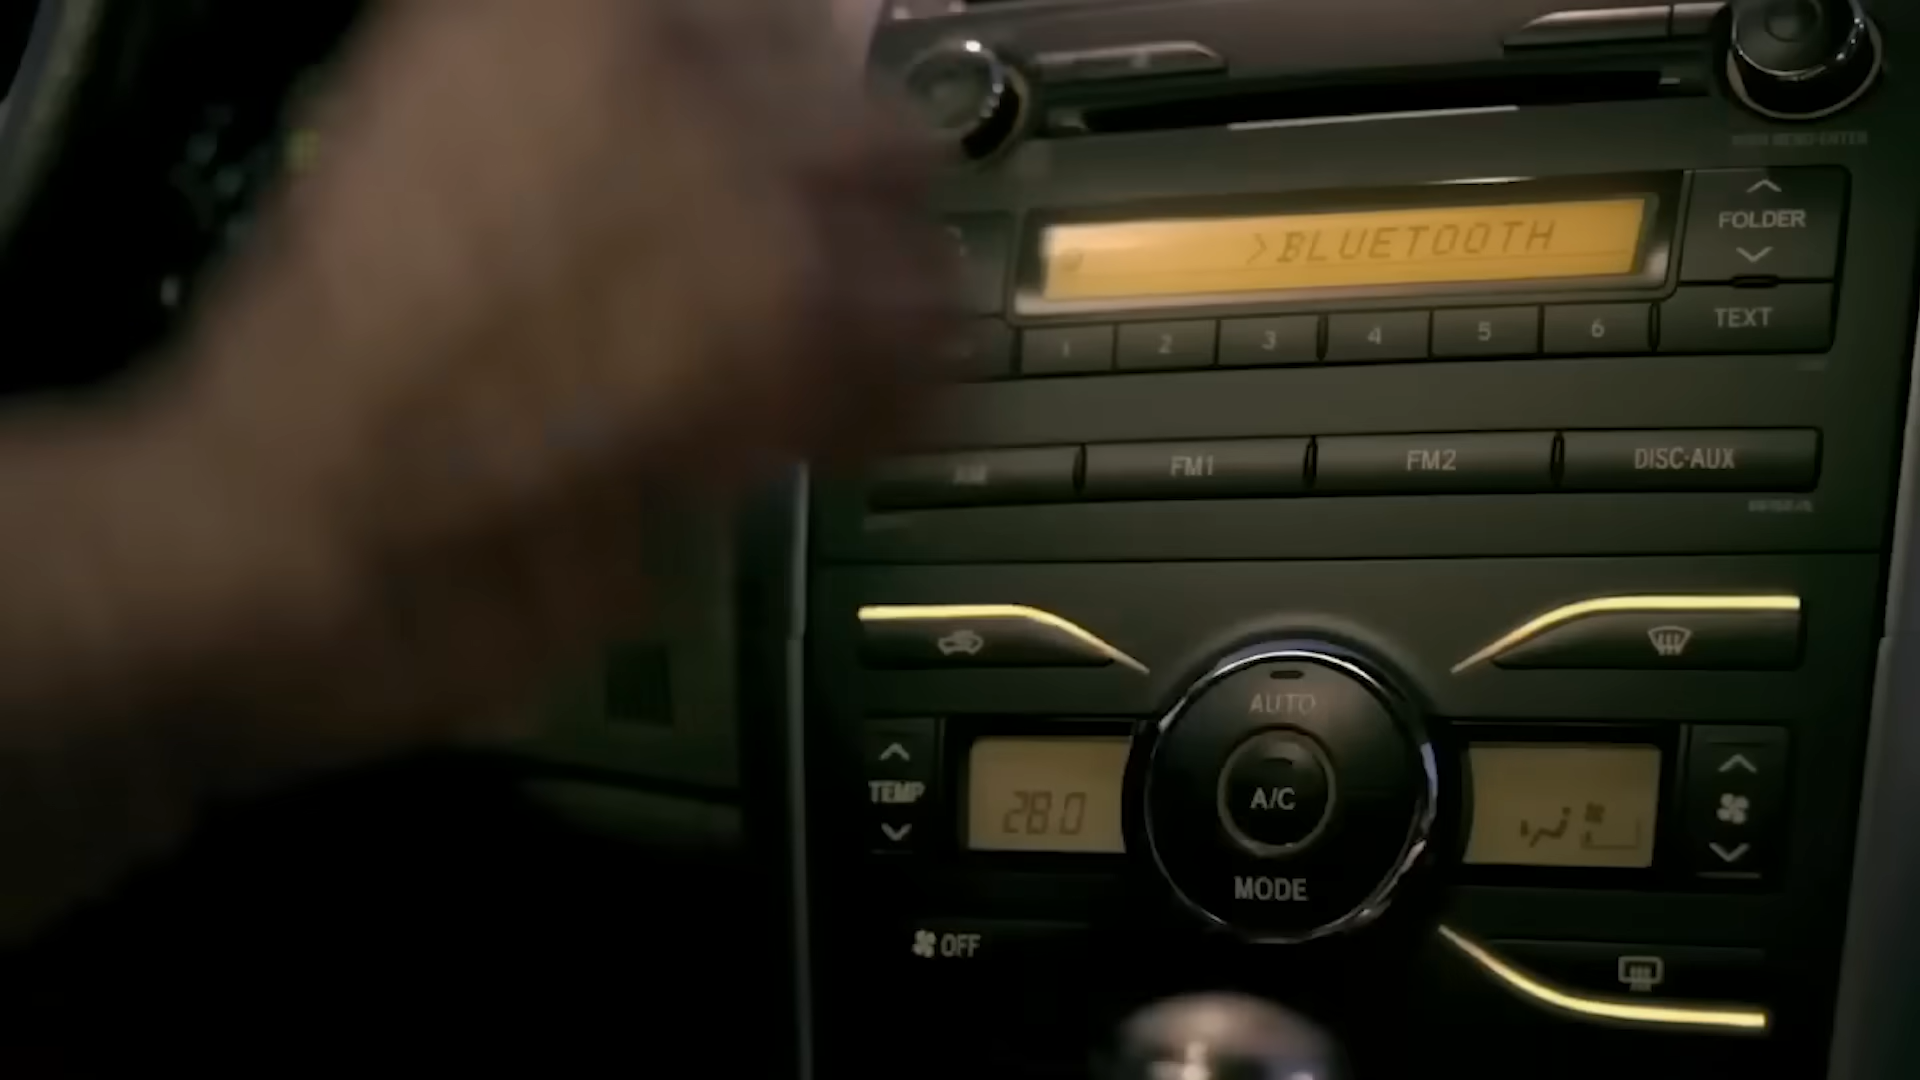 >BLUETOOTH
FOLDER
TEXT
1 2 3 4 5 6
AM FM1 FM2 DISC·AUX
AUTO
TEMP
28.0
A/C
MODE
OFF